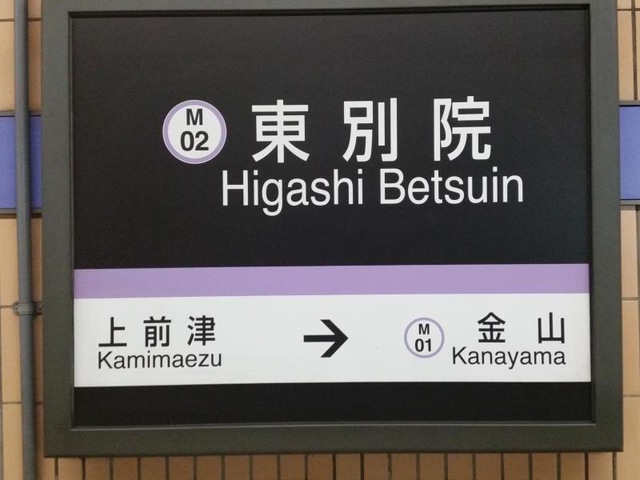 M
02
東別院
Higashi Betsuin
上前津
Kamimaezu
→
M
01
金山
Kanayama